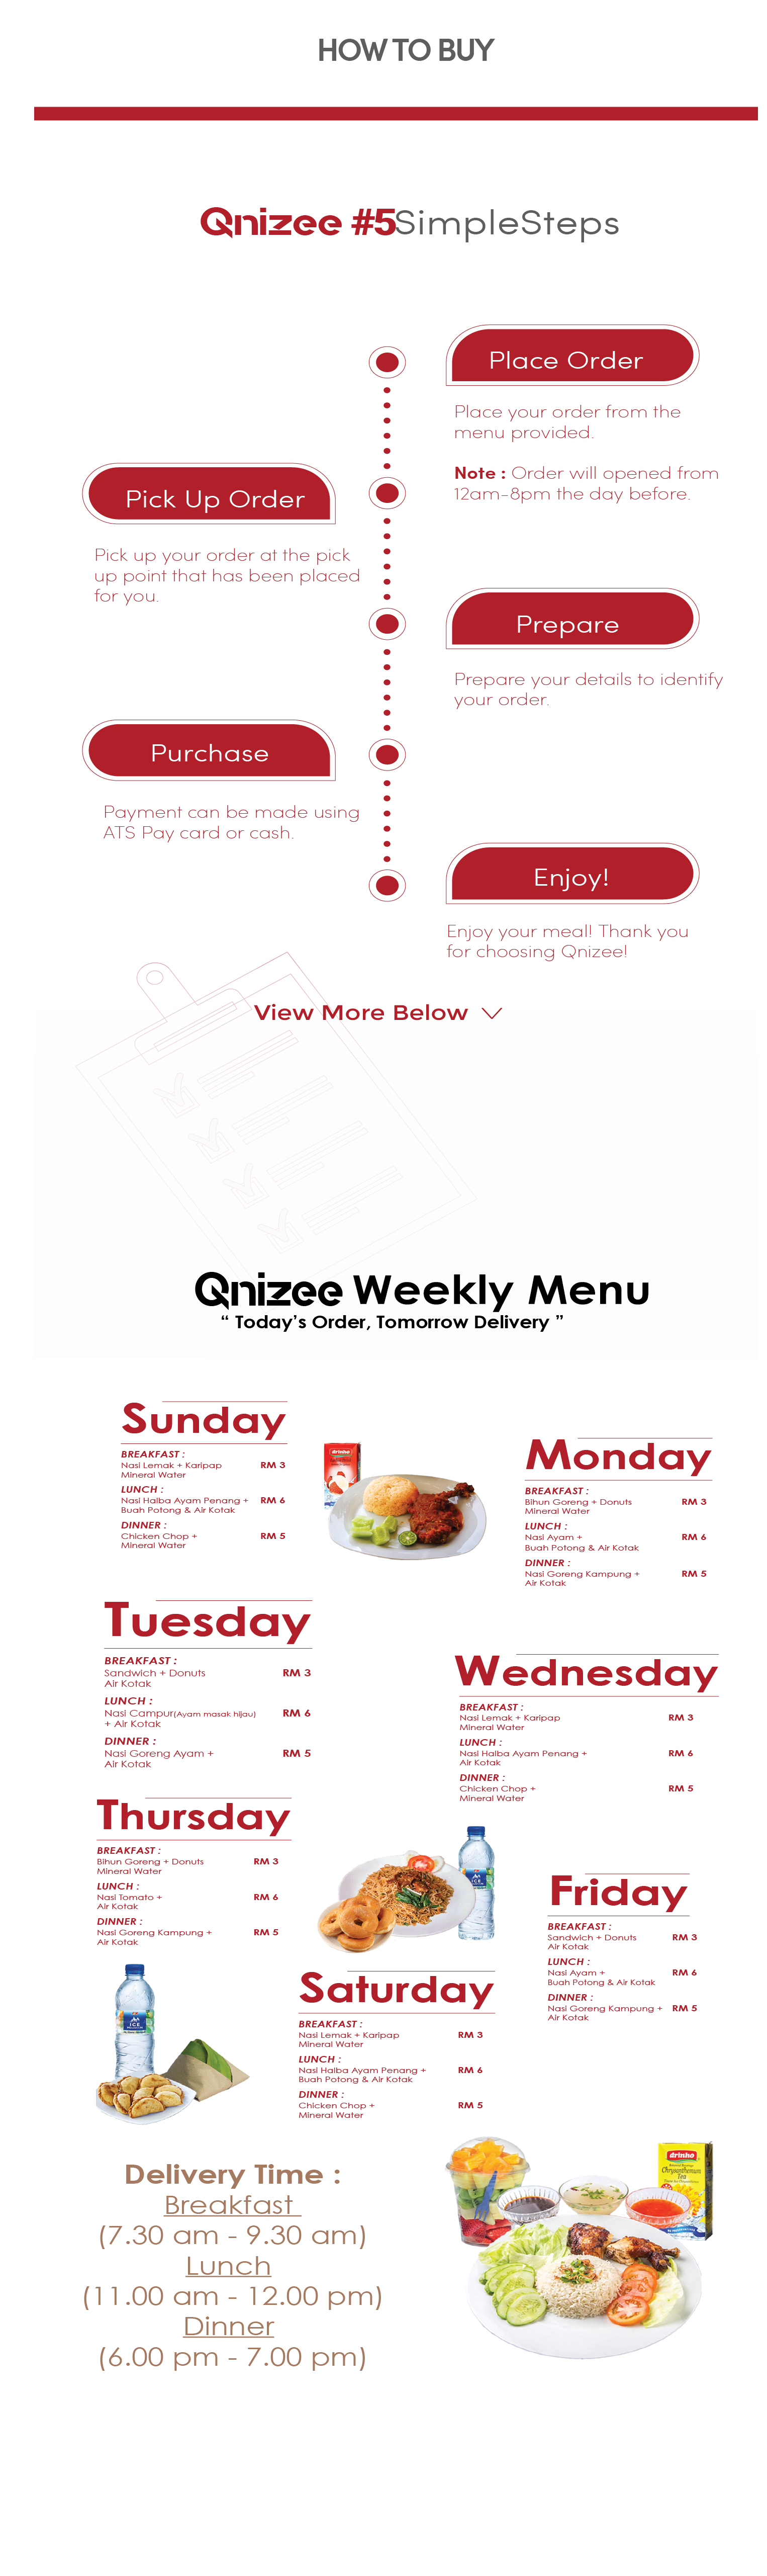 HOW TO BUY
Qnizee #5SimpleSteps
Place Order
Place your order from the
menu provided.
Note : Order will opened from
12am-8pm the day before.
Pick Up Order
Pick up your order at the pick
up point that has been placed
for you.
Prepare
Prepare your details to identify
your order.
Purchase
Payment can be made using
ATS Pay card or cash.
Enjoy!
Enjoy your meal! Thank you
for choosing Qnizee!
View More Below
Qnizee Weekly Menu
“ Today’s Order, Tomorrow Delivery ”
Sunday
BREAKFAST :
Nasi Lemak + Karipap RM 3
Mineral Water
LUNCH :
Nasi Halba Ayam Penang + RM 6
Buah Potong & Air Kotak
DINNER :
Chicken Chop + RM 5
Mineral Water
drinho
Monday
BREAKFAST :
Bihun Goreng + Donuts RM 3
Mineral Water
LUNCH :
Nasi Ayam + RM 6
Buah Potong & Air Kotak
DINNER :
Nasi Goreng Kampung + RM 5
Air Kotak
Tuesday
BREAKFAST :
Sandwich + Donuts RM 3
Air Kotak
LUNCH :
Nasi Campur(Ayam masak hijau) RM 6
+ Air Kotak
DINNER :
Nasi Goreng Ayam + RM 5
Air Kotak
Wednesday
BREAKFAST :
Nasi Lemak + Karipap RM 3
Mineral Water
LUNCH :
Nasi Halba Ayam Penang + RM 6
Air Kotak
DINNER :
Chicken Chop + RM 5
Mineral Water
Thursday
BREAKFAST :
Bihun Goreng + Donuts RM 3
Mineral Water
LUNCH :
Nasi Tomato + RM 6
Air Kotak
DINNER :
Nasi Goreng Kampung + RM 5
Air Kotak
ICE
Friday
BREAKFAST :
Sandwich + Donuts RM 3
Air Kotak
LUNCH :
Nasi Ayam + RM 6
Buah Potong & Air Kotak
DINNER :
Nasi Goreng Kampung + RM 5
Air Kotak
ICE
Saturday
BREAKFAST :
Nasi Lemak + Karipap RM 3
Mineral Water
LUNCH :
Nasi Halba Ayam Penang + RM 6
Buah Potong & Air Kotak
DINNER :
Chicken Chop + RM 5
Mineral Water
Delivery Time :
Breakfast
(7.30 am - 9.30 am)
Lunch
(11.00 am - 12.00 pm)
Dinner
(6.00 pm - 7.00 pm)
drinho
Chrysanthemum
Tea